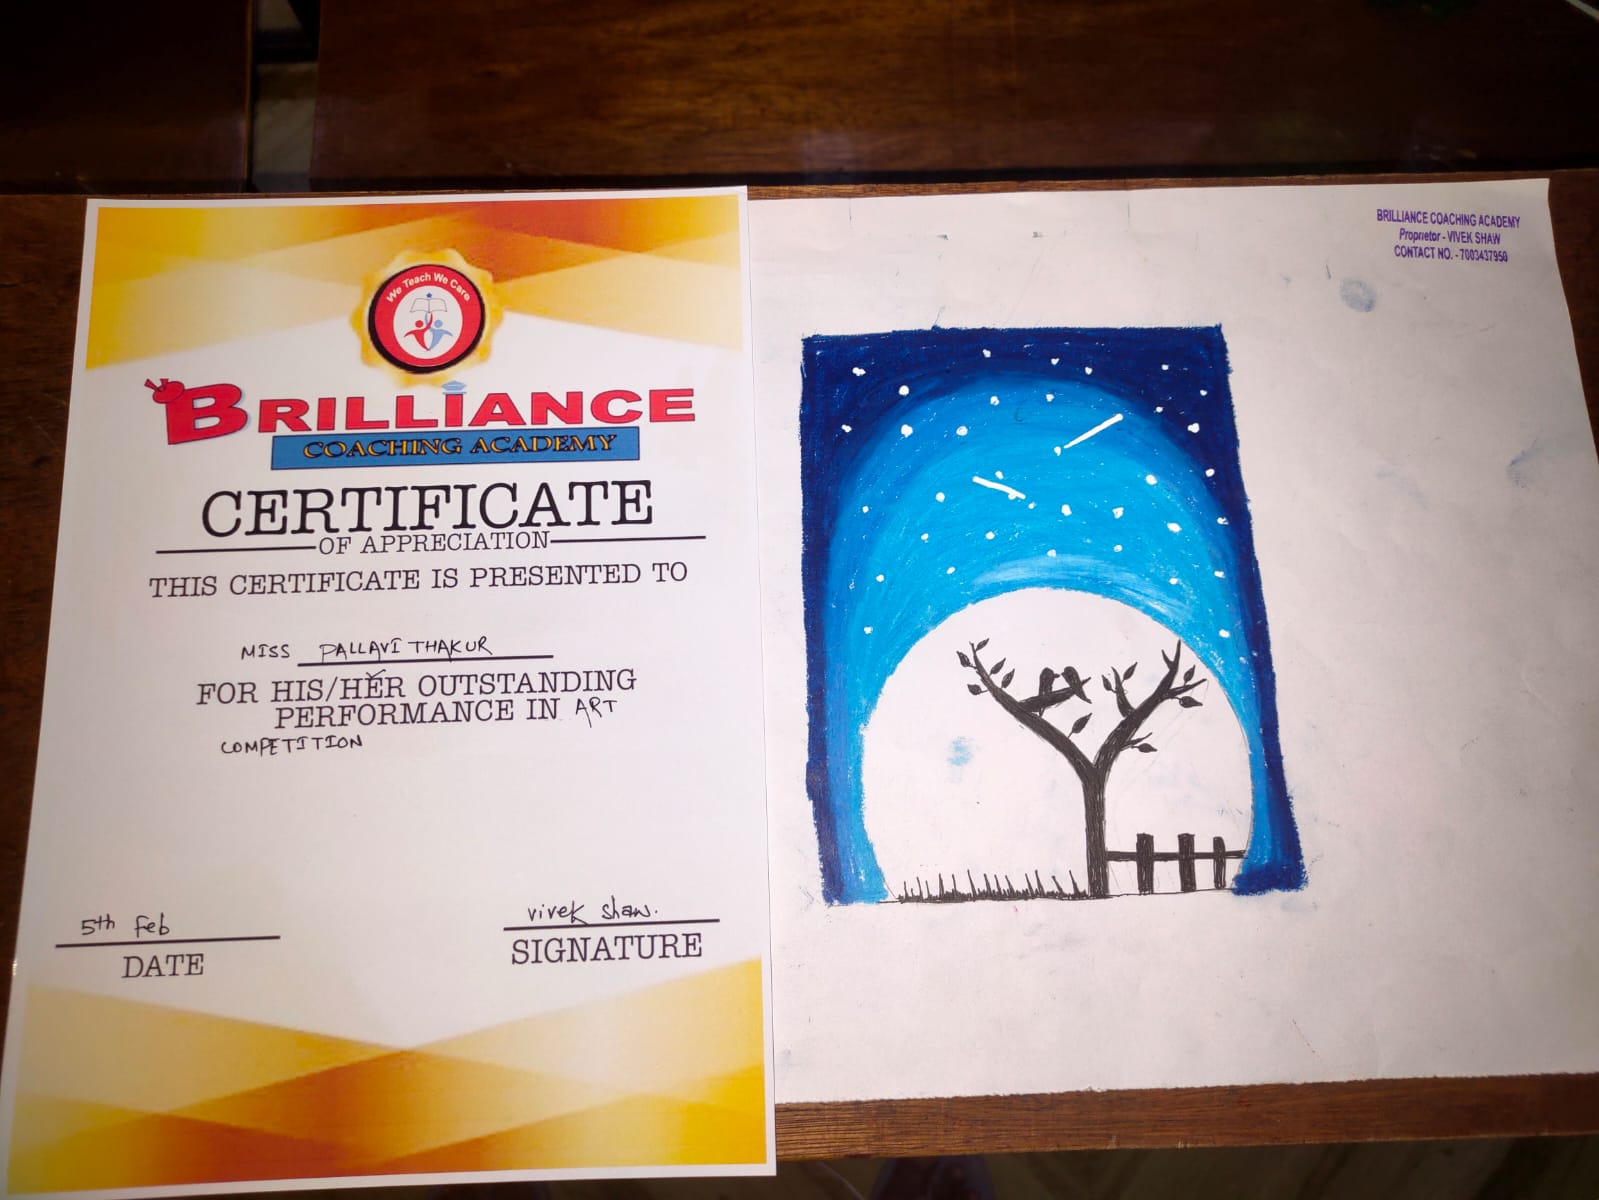 We Teach We Care
BRILLIANCE
COACHING ACADEMY
CERTIFICATE
OF APPRECIATION
THIS CERTIFICATE IS PRESENTED TO
MISS PALLAVI THAKUR
FOR HIS/HER OUTSTANDING
PERFORMANCE IN ART
COMPETITION
5th Feb
DATE
vivek shaw.
SIGNATURE
BRILLIANCE COACHING ACADEMY
Proprietor - VIVEK SHAW
CONTACT NO. - 7003437950